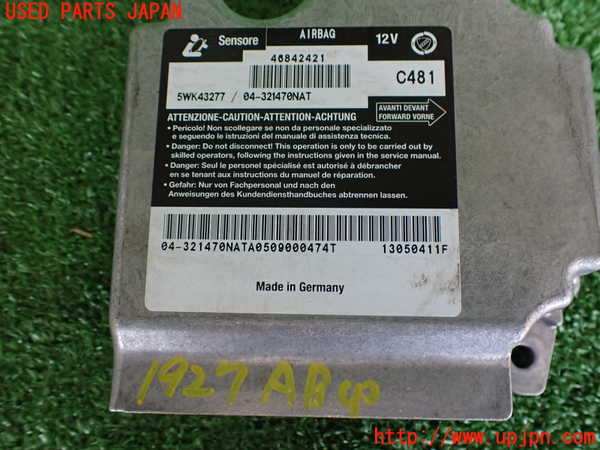 USED PARTS JAPAN
Sensore AIRBAG 12V
46842421
C481
5WK43277 / 04-321470NAT
ATTENZIONE-CAUTION-ATTENTION-ACHTUNG
AVANTI DEVANT
FORWARD VORNE
• Pericolo! Non scollegare se non da personale specializzato
e seguendo le istruzioni del manuale di assistenza tecnica.
• Danger: Do not disconnect! This operation is only to be carried out by
skilled operators, following the instructions given in the service manual.
• Danger: Seul le personel spécialisé est autorisé à débrancher
en se tenant aux instructions du manuel de réparation.
• Gefahr: Nur von Fachpersonal und nach den
Anweisungen des Kundendiensthandbuches abtrennen lassen.
04-321470NATA0509000474T 13050411F
Made in Germany
1927 ABCP
http://www.upjpn.com/